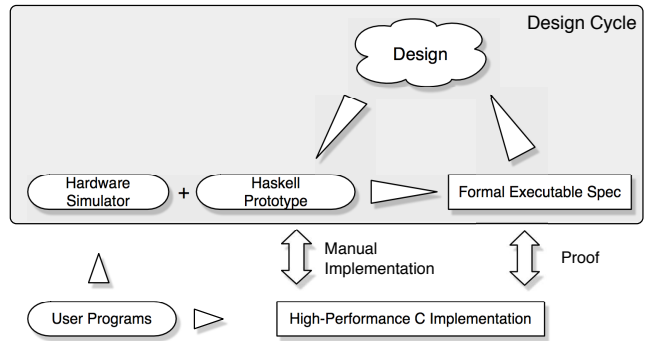 Design Cycle
Design
Hardware
Simulator
+
Haskell
Prototype
Formal Executable Spec
Manual
Implementation
Proof
User Programs
High-Performance C Implementation